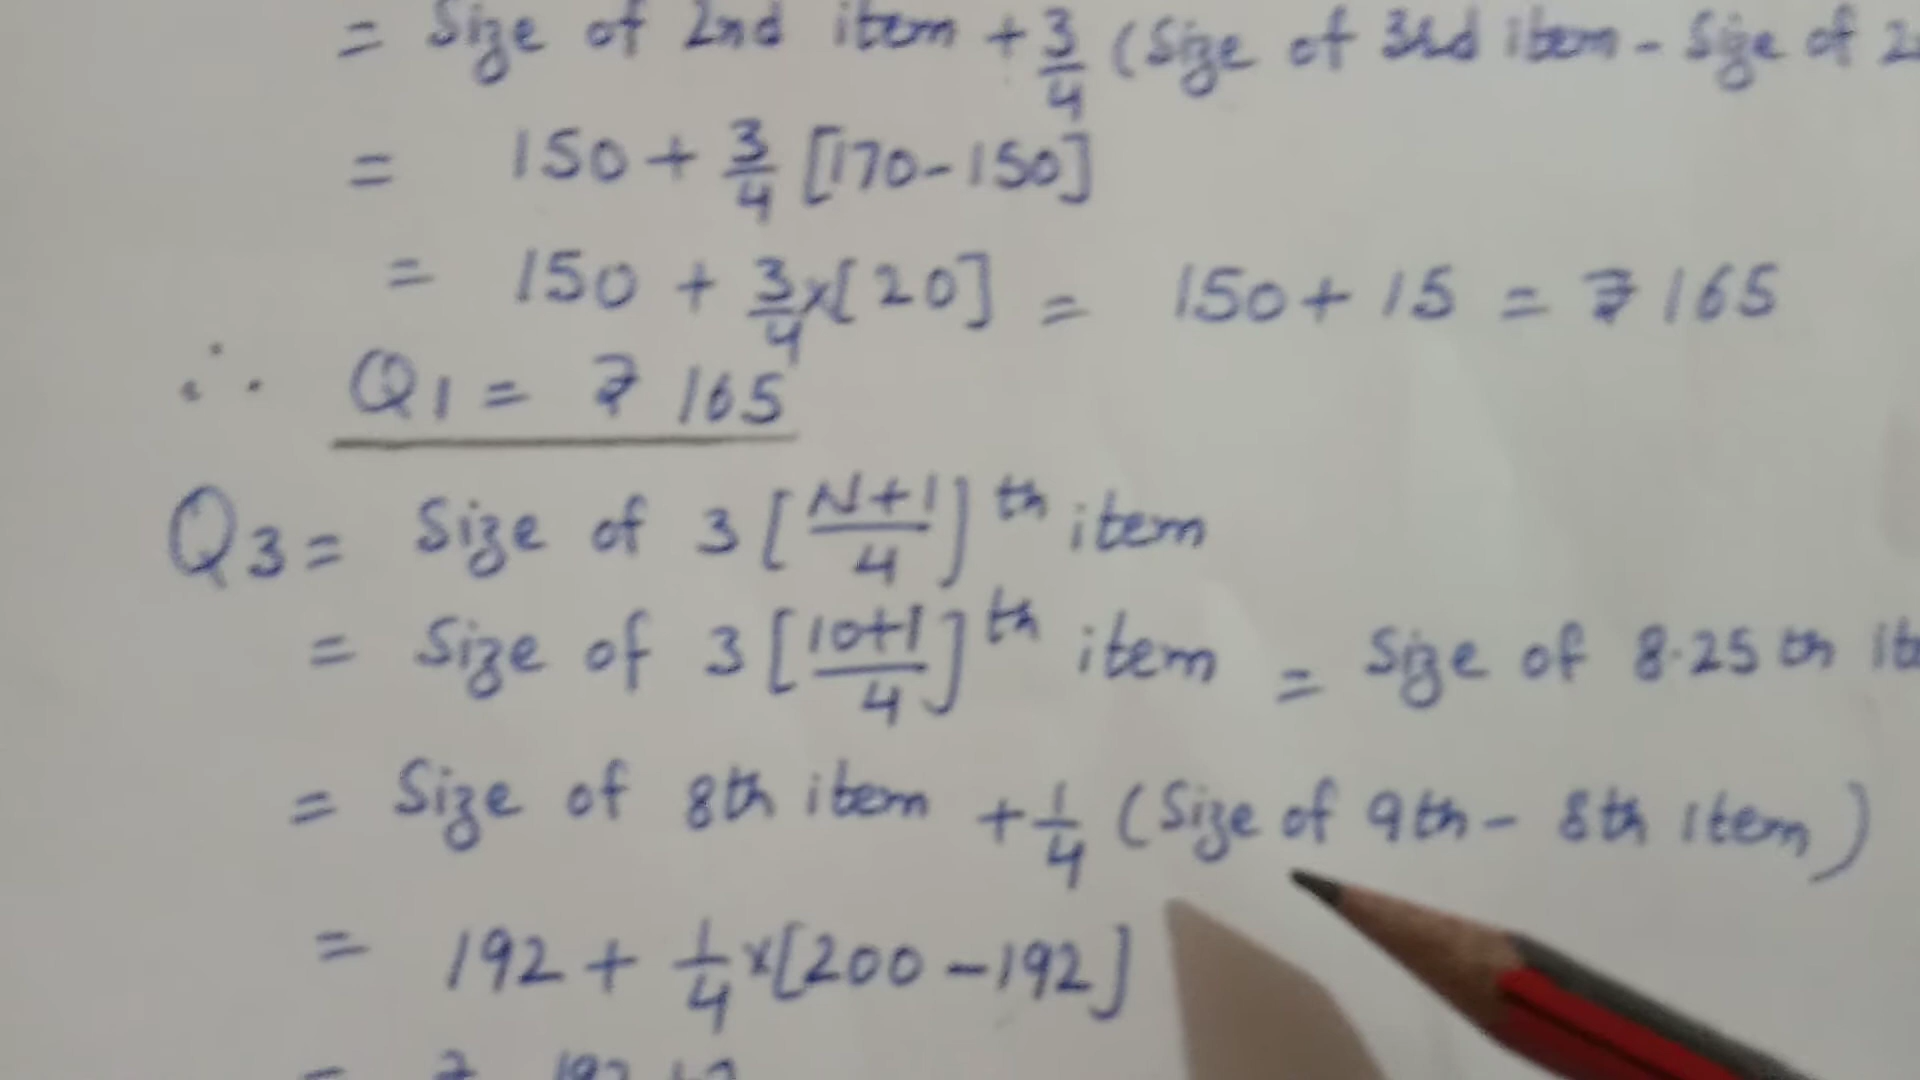 = Size of 2nd item + 3/4 (Size of 3rd item - Size of
= 150 + 3/4 [170-150]
= 150 + 3/4 x[20] = 150 + 15 = ₹ 165
∴ Q1 = ₹ 165
Q3 = Size of 3 [N+1/4]th item
= Size of 3 [10+1/4]th item = Size of 8.25th
= Size of 8th item + 1/4 (Size of 9th - 8th item)
= 192 + 1/4 x[200-192]
= ₹ 192+2